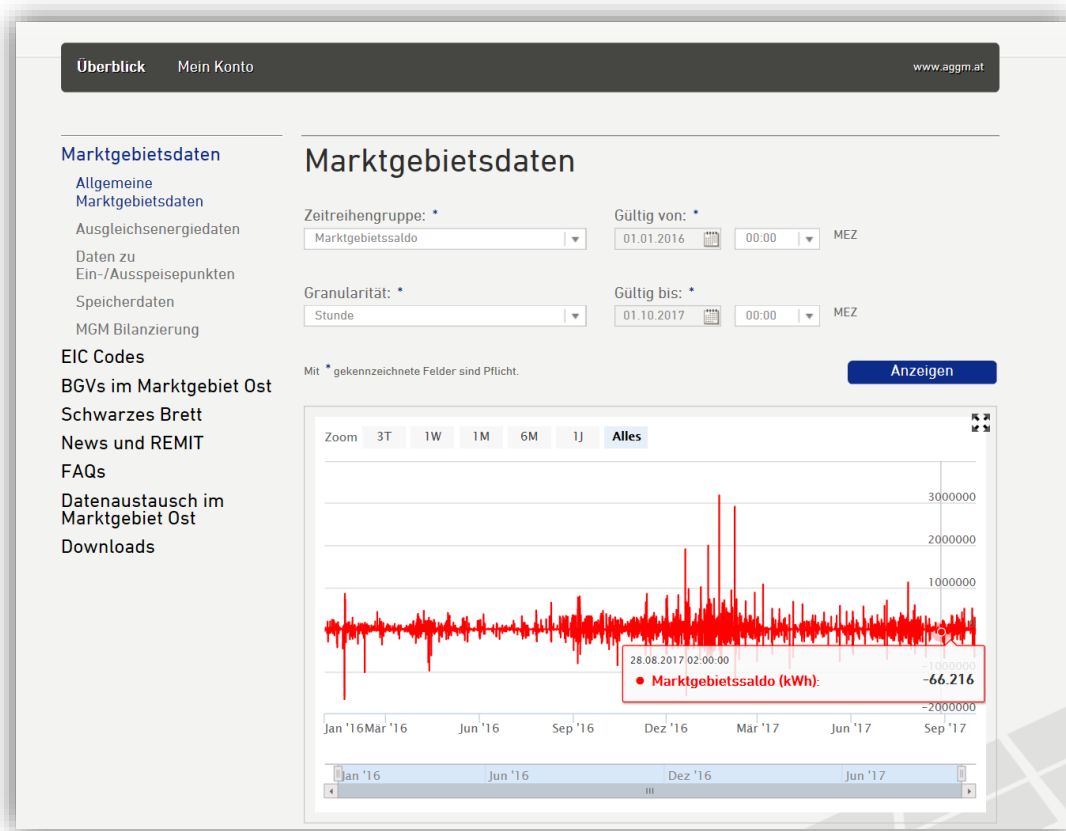 Überblick Mein Konto www.aggm.at
Marktgebietsdaten
Allgemeine
Marktgebietsdaten
Ausgleichsenergiedaten
Daten zu
Ein-/Ausspeisepunkten
Speicherdaten
MGM Bilanzierung
EIC Codes
BGVs im Marktgebiet Ost
Schwarzes Brett
News und REMIT
FAQs
Datenaustausch im
Marktgebiet Ost
Downloads
Marktgebietsdaten
Zeitreihengruppe: * Gültig von: *
Marktgebietssaldo 01.01.2016 00:00 MEZ
Granularität: * Gültig bis: *
Stunde 01.10.2017 00:00 MEZ
Mit * gekennzeichnete Felder sind Pflicht. Anzeigen
Zoom 3T 1W 1M 6M 1J Alles
3000000
2000000
1000000
28.08.2017 02:00:00
-1000000
● Marktgebietssaldo (kWh): -66.216
-2000000
Jan '16 Mär '16 Jun '16 Sep '16 Dez '16 Mär '17 Jun '17 Sep '17
Jan '16 Jun '16 Dez '16 Jun '17